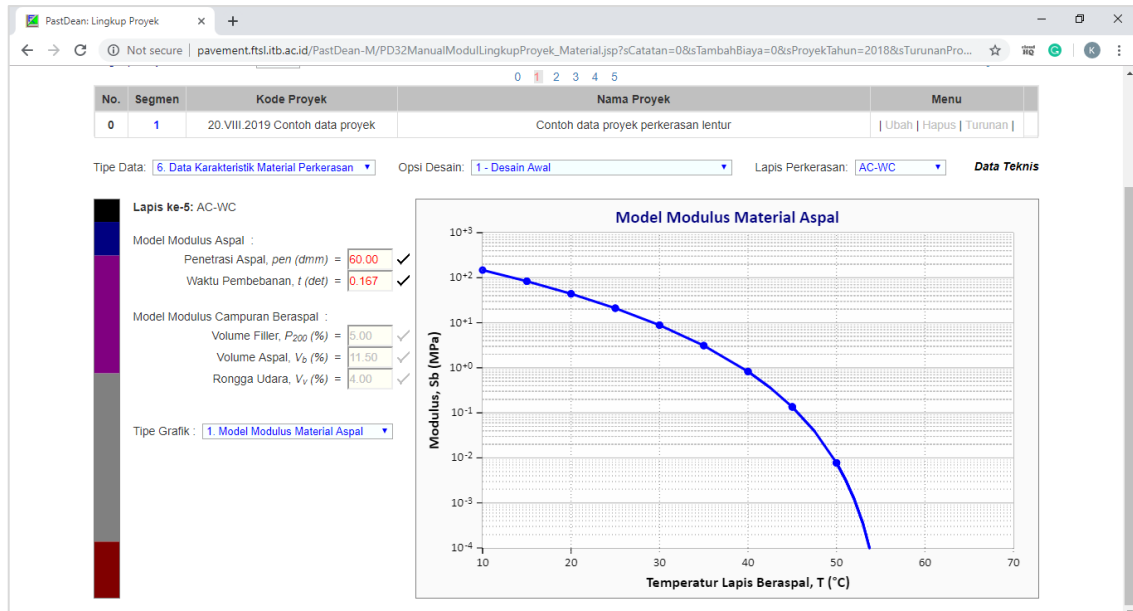 PastDean: Lingkup Proyek
Not secure | pavement.ftsl.itb.ac.id/PastDean-M/PD32ManualModulLingkupProyek_Material.jsp?sCatatan=0&sTambahBiaya=0&sProyekTahun=2018&sTurunanPro...
0 1 2 3 4 5
No. Segmen Kode Proyek Nama Proyek Menu
0 1 20.VIII.2019 Contoh data proyek Contoh data proyek perkerasan lentur | Ubah | Hapus | Turunan |
Tipe Data: 6. Data Karakteristik Material Perkerasan Opsi Desain: 1 - Desain Awal Lapis Perkerasan: AC-WC Data Teknis
Lapis ke-5: AC-WC
Model Modulus Aspal :
Penetrasi Aspal, pen (dmm) = 60.00
Waktu Pembebanan, t (det) = 0.167
Model Modulus Campuran Beraspal :
Volume Filler, P200 (%) = 5.00
Volume Aspal, Vb (%) = 11.50
Rongga Udara, Vv (%) = 4.00
Tipe Grafik : 1. Model Modulus Material Aspal
Model Modulus Material Aspal
Modulus, Sb (MPa)
10+3
10+2
10+1
10+0
10-1
10-2
10-3
10-4
10 20 30 40 50 60 70
Temperatur Lapis Beraspal, T (°C)